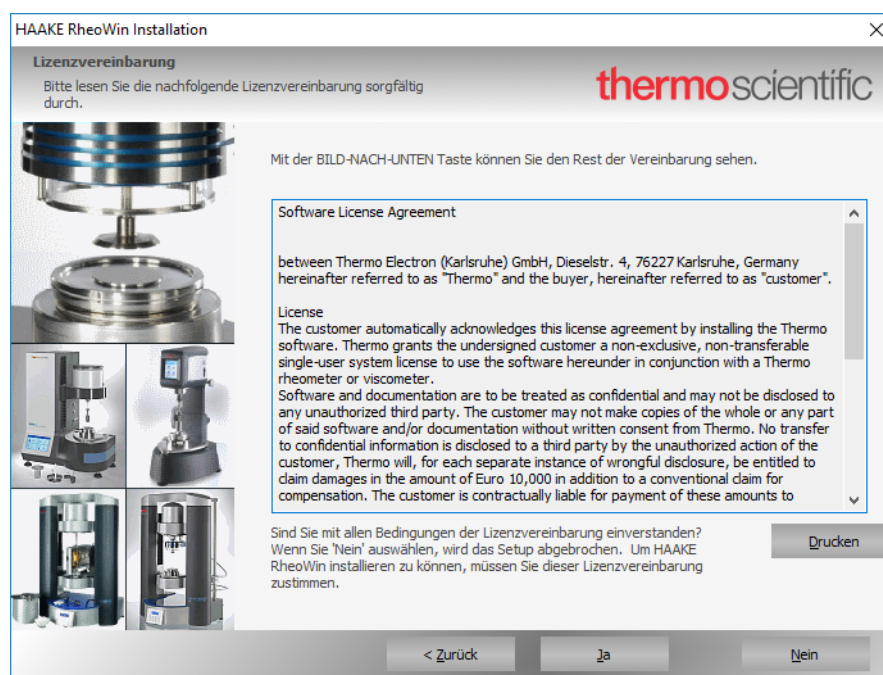 HAAKE RheoWin Installation
Lizenzvereinbarung
Bitte lesen Sie die nachfolgende Lizenzvereinbarung sorgfältig
durch.
thermoscientific
Mit der BILD-NACH-UNTEN Taste können Sie den Rest der Vereinbarung sehen.
Software License Agreement
between Thermo Electron (Karlsruhe) GmbH, Dieselstr. 4, 76227 Karlsruhe, Germany
hereinafter referred to as "Thermo" and the buyer, hereinafter referred to as "customer".
License
The customer automatically acknowledges this license agreement by installing the Thermo
software. Thermo grants the undersigned customer a non-exclusive, non-transferable
single-user system license to use the software hereunder in conjunction with a Thermo
rheometer or viscometer.
Software and documentation are to be treated as confidential and may not be disclosed to
any unauthorized third party. The customer may not make copies of the whole or any part
of said software and/or documentation without written consent from Thermo. No transfer
to confidential information is disclosed to a third party by the unauthorized action of the
customer, Thermo will, for each separate instance of wrongful disclosure, be entitled to
claim damages in the amount of Euro 10,000 in addition to a conventional claim for
compensation. The customer is contractually liable for payment of these amounts to
Sind Sie mit allen Bedingungen der Lizenzvereinbarung einverstanden?
Wenn Sie 'Nein' auswählen, wird das Setup abgebrochen. Um HAAKE
RheoWin installieren zu können, müssen Sie dieser Lizenzvereinbarung
zustimmen.
Drucken
< Zurück
Ja
Nein